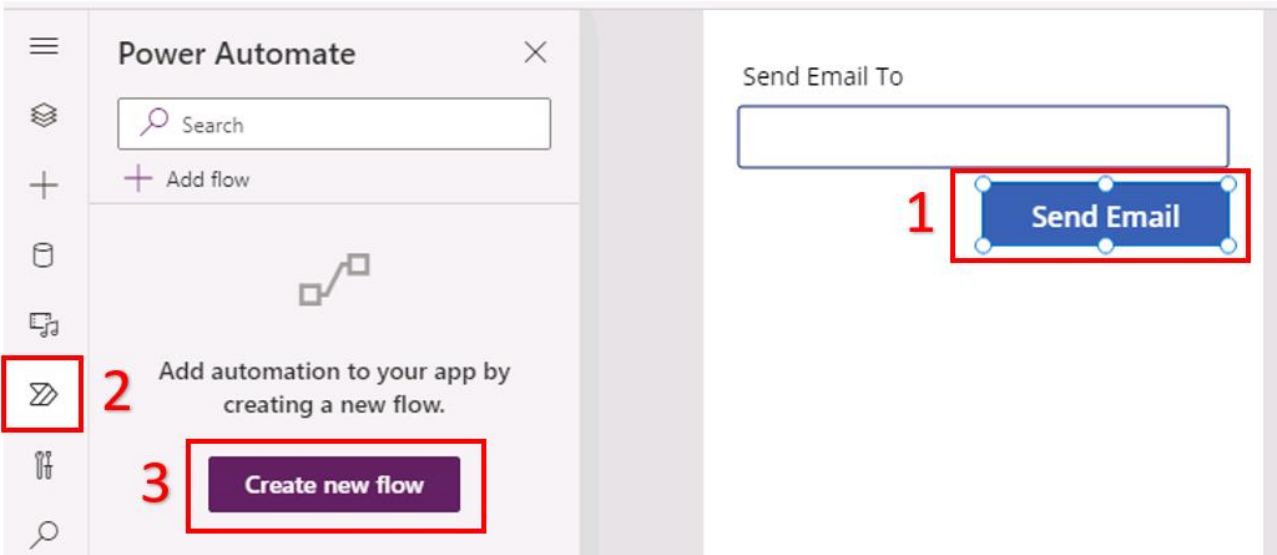 Power Automate
Search
Add flow
Add automation to your app by
creating a new flow.
Create new flow
Send Email To
Send Email
1
2
3